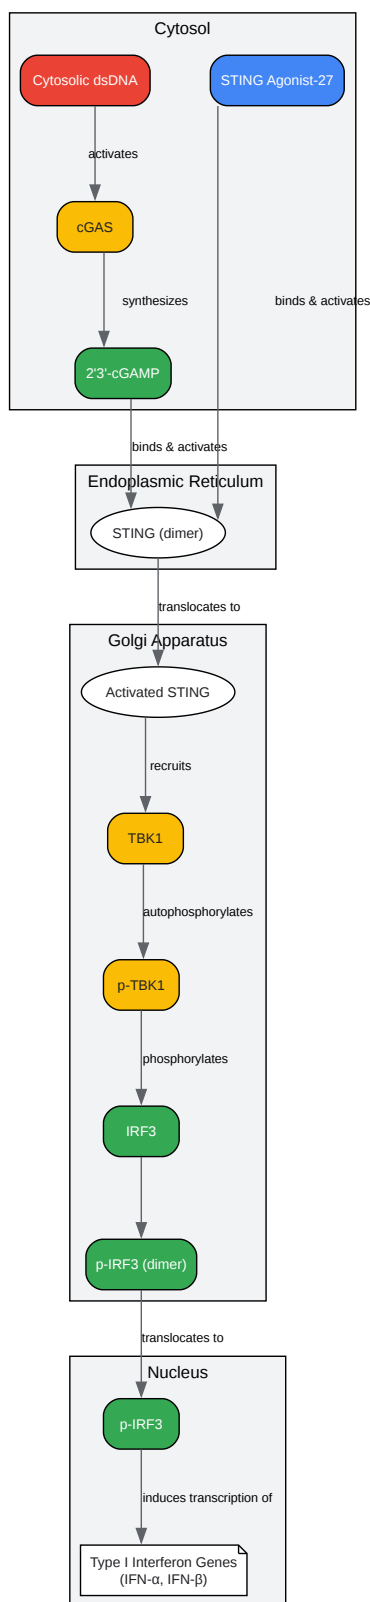 Cytosol
Cytosolic dsDNA
STING Agonist-27
activates
cGAS
synthesizes
binds & activates
2'3'-cGAMP
binds & activates
Endoplasmic Reticulum
STING (dimer)
translocates to
Golgi Apparatus
Activated STING
recruits
TBK1
autophosphorylates
p-TBK1
phosphorylates
IRF3
p-IRF3 (dimer)
translocates to
Nucleus
p-IRF3
induces transcription of
Type I Interferon Genes
(IFN-α, IFN-β)